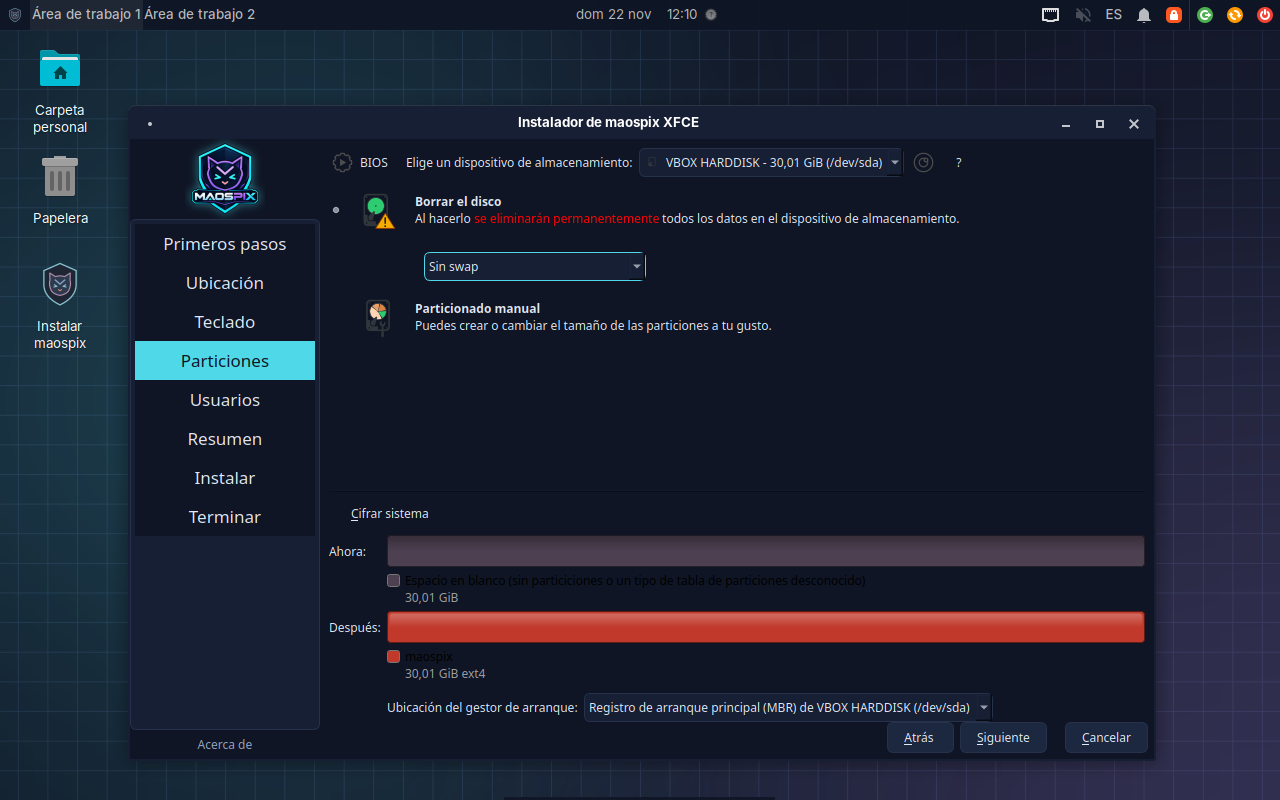 Área de trabajo 1 Área de trabajo 2
dom 22 nov 12:10
ES
Carpeta
personal
Papelera
Instalar
maospix
Instalador de maospix XFCE
MAOSPIX
Primeros pasos
Ubicación
Teclado
Particiones
Usuarios
Resumen
Instalar
Terminar
Acerca de
BIOS Elige un dispositivo de almacenamiento: VBOX HARDDISK - 30,01 GiB (/dev/sda) ?
Borrar el disco
Al hacerlo se eliminarán permanentemente todos los datos en el dispositivo de almacenamiento.
Sin swap
Particionado manual
Puedes crear o cambiar el tamaño de las particiones a tu gusto.
Cifrar sistema
Ahora:
Espacio en blanco (sin particiciones o un tipo de tabla de particiones desconocido)
30,01 GiB
Después:
maospix
30,01 GiB ext4
Ubicación del gestor de arranque: Registro de arranque principal (MBR) de VBOX HARDDISK (/dev/sda)
Atrás Siguiente Cancelar